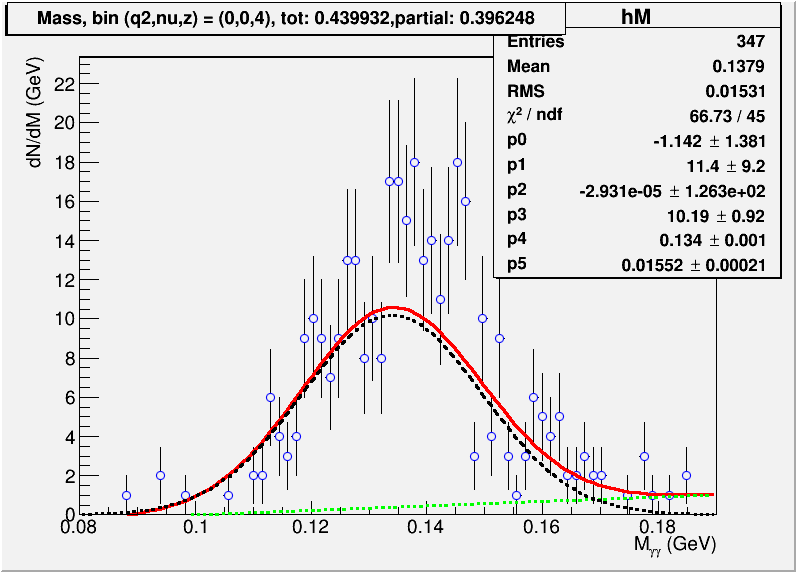 Mass, bin (q2,nu,z) = (0,0,4), tot: 0.439932,partial: 0.396248
hM
Entries 347
Mean 0.1379
RMS 0.01531
χ² / ndf 66.73 / 45
p0 -1.142 ± 1.381
p1 11.4 ± 9.2
p2 -2.931e-05 ± 1.263e+02
p3 10.19 ± 0.92
p4 0.134 ± 0.001
p5 0.01552 ± 0.00021
dN/dM (GeV)
22
20
18
16
14
12
10
8
6
4
2
0
0.08 0.1 0.12 0.14 0.16 0.18
Mγγ (GeV)